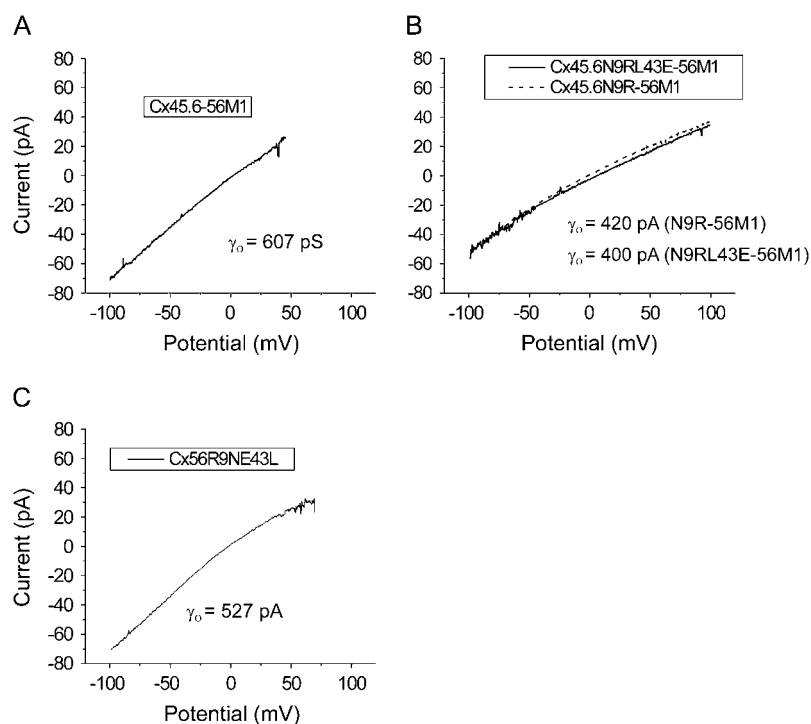 A
80
60
40
20
0
-20
-40
-60
-80
Current (pA)
Cx45.6-56M1
γo = 607 pS
-100 -50 0 50 100
Potential (mV)
B
Cx45.6N9RL43E-56M1
Cx45.6N9R-56M1
80
60
40
20
0
-20
-40
-60
-80
γo = 420 pA (N9R-56M1)
γo = 400 pA (N9RL43E-56M1)
-100 -50 0 50 100
Potential (mV)
C
80
60
40
20
0
-20
-40
-60
-80
Current (pA)
Cx56R9NE43L
γo = 527 pA
-100 -50 0 50 100
Potential (mV)